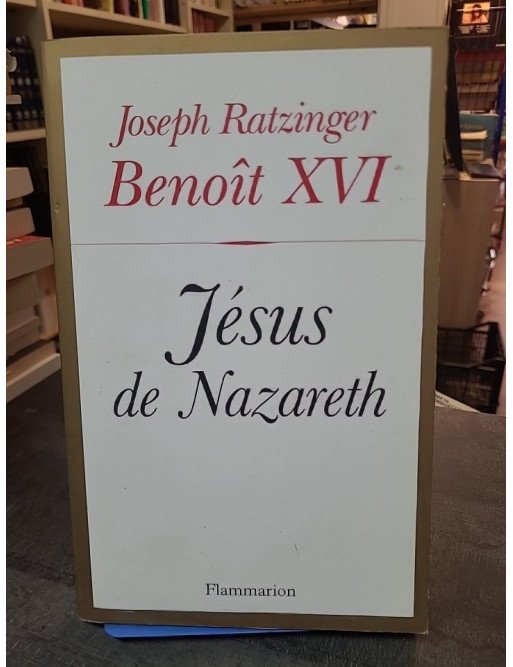 Joseph Ratzinger
Benoît XVI
Jésus
de Nazareth
Flammarion